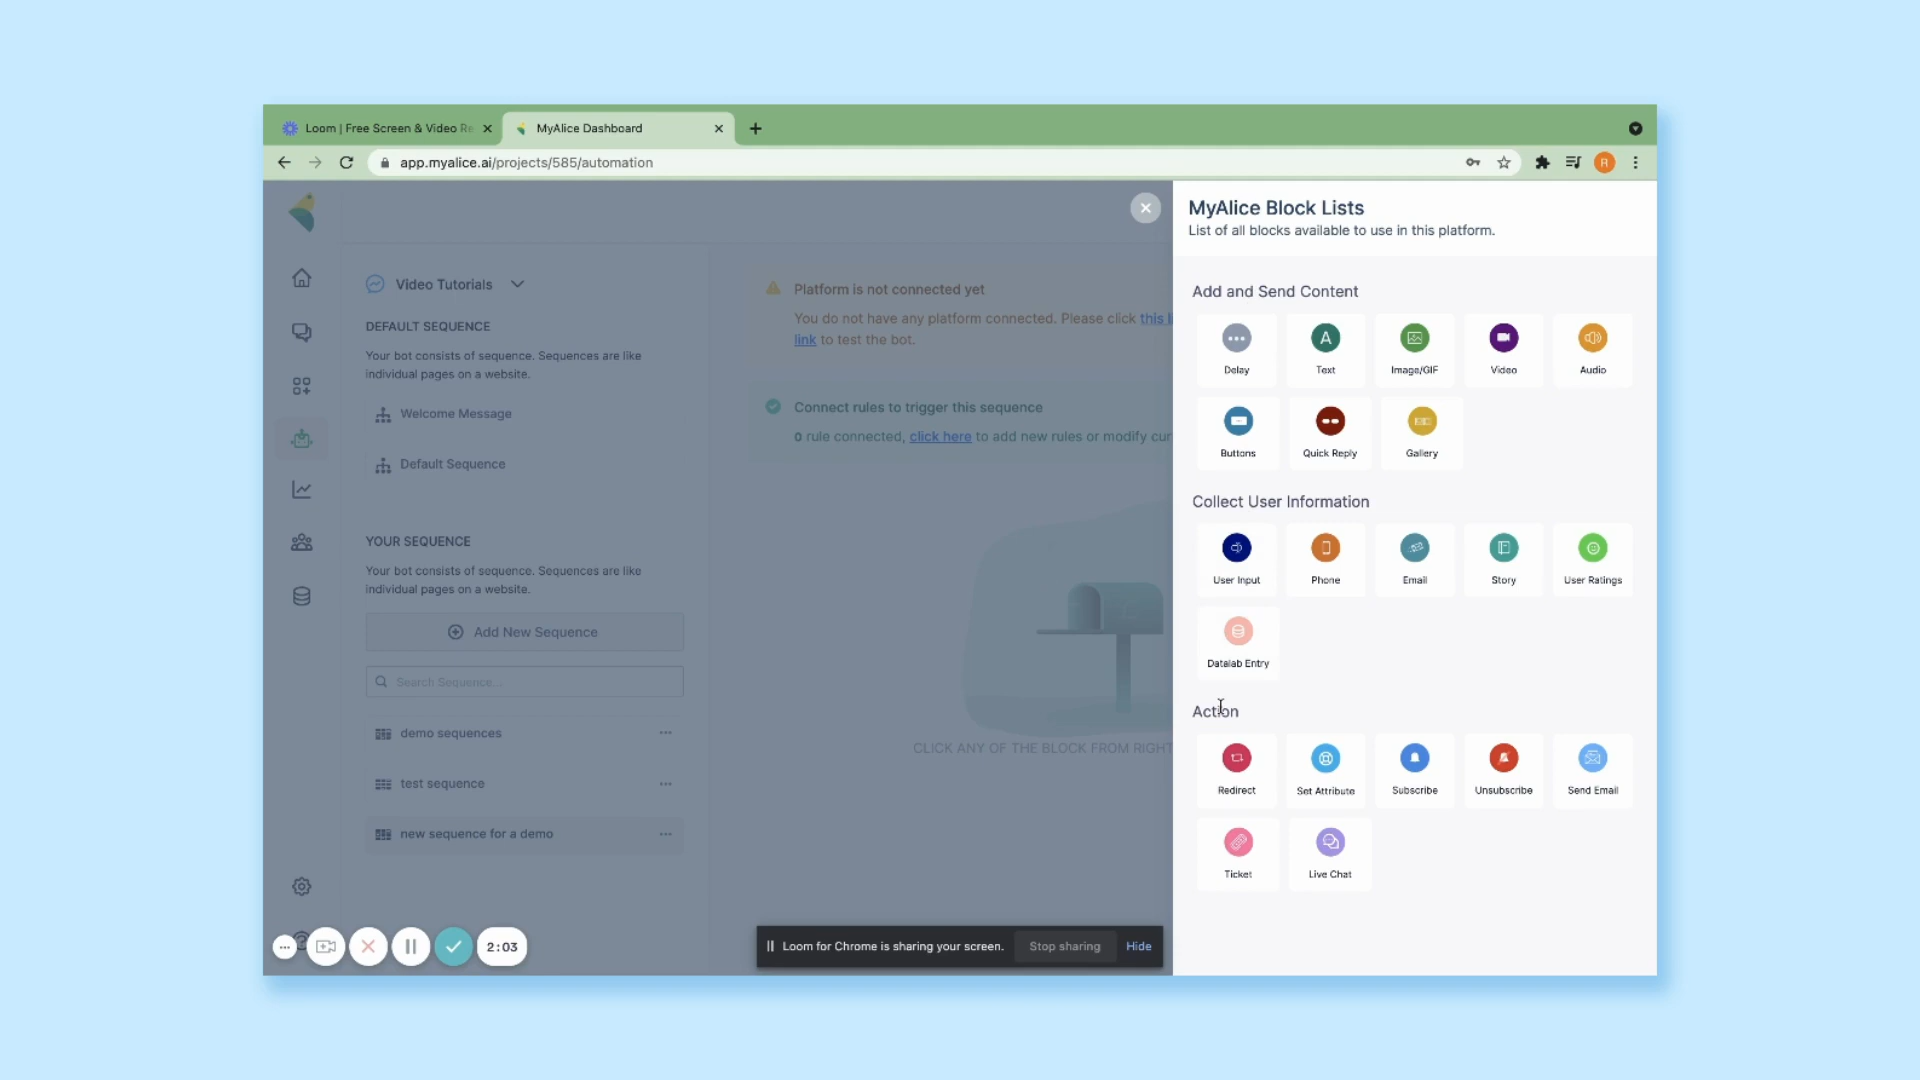 Loom | Free Screen & Video Re
MyAlice Dashboard
app.myalice.ai/projects/585/automation
R
Video Tutorials
DEFAULT SEQUENCE
Your bot consists of sequence. Sequences are like
individual pages on a website.
Welcome Message
Default Sequence
YOUR SEQUENCE
Your bot consists of sequence. Sequences are like
individual pages on a website.
Add New Sequence
Search Sequence...
demo sequences
test sequence
new sequence for a demo
2:03
Platform is not connected yet
You do not have any platform connected. Please click this li
link to test the bot.
Connect rules to trigger this sequence
0 rule connected, click here to add new rules or modify cur
CLICK ANY OF THE BLOCK FROM RIGHT
Loom for Chrome is sharing your screen.
Stop sharing
Hide
MyAlice Block Lists
List of all blocks available to use in this platform.
Add and Send Content
Delay
Text
Image/GIF
Video
Audio
Buttons
Quick Reply
Gallery
Collect User Information
User Input
Phone
Email
Story
User Ratings
Datalab Entry
Action
Redirect
Set Attribute
Subscribe
Unsubscribe
Send Email
Ticket
Live Chat